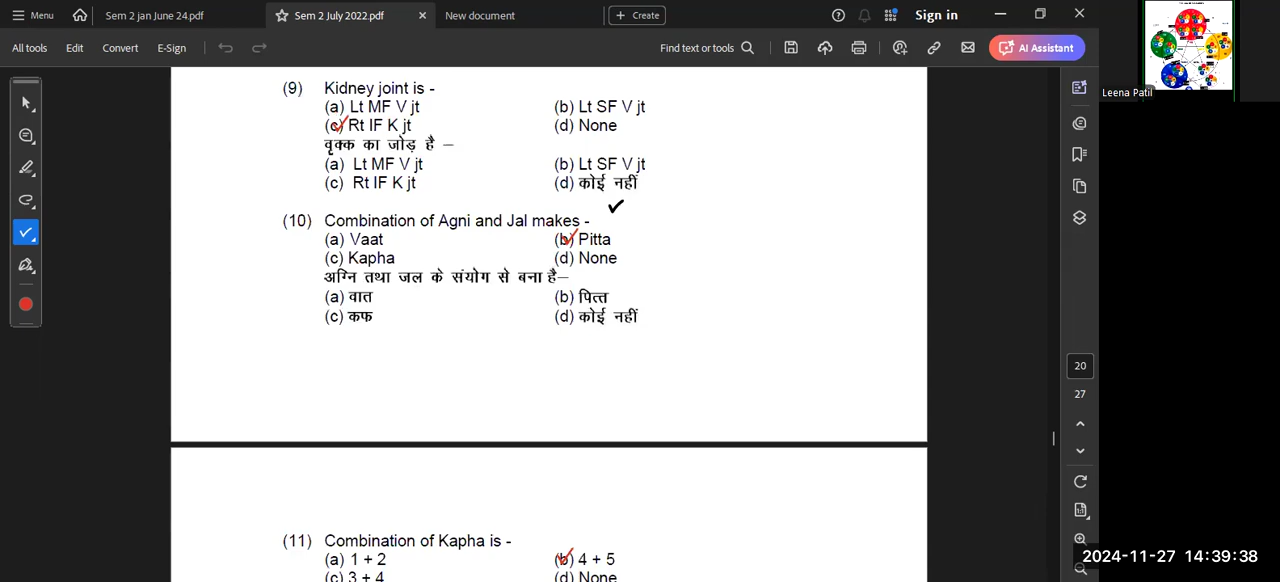 Menu
Sem 2 jan June 24.pdf
Sem 2 July 2022.pdf
New document
Create
Sign in
All tools
Edit
Convert
E-Sign
Find text or tools
AI Assistant
Leena Patil
(9) Kidney joint is -
(a) Lt MF V jt (b) Lt SF V jt
(c) Rt IF K jt (d) None
वृक्क का जोड़ है –
(a) Lt MF V jt (b) Lt SF V jt
(c) Rt IF K jt (d) कोई नहीं
(10) Combination of Agni and Jal makes -
(a) Vaat (b) Pitta
(c) Kapha (d) None
अग्नि तथा जल के संयोग से बना है–
(a) वात (b) पित्त
(c) कफ (d) कोई नहीं
20
27
(11) Combination of Kapha is -
(a) 1 + 2 (b) 4 + 5
(c) 3 + 4 (d) None
2024-11-27 14:39:38